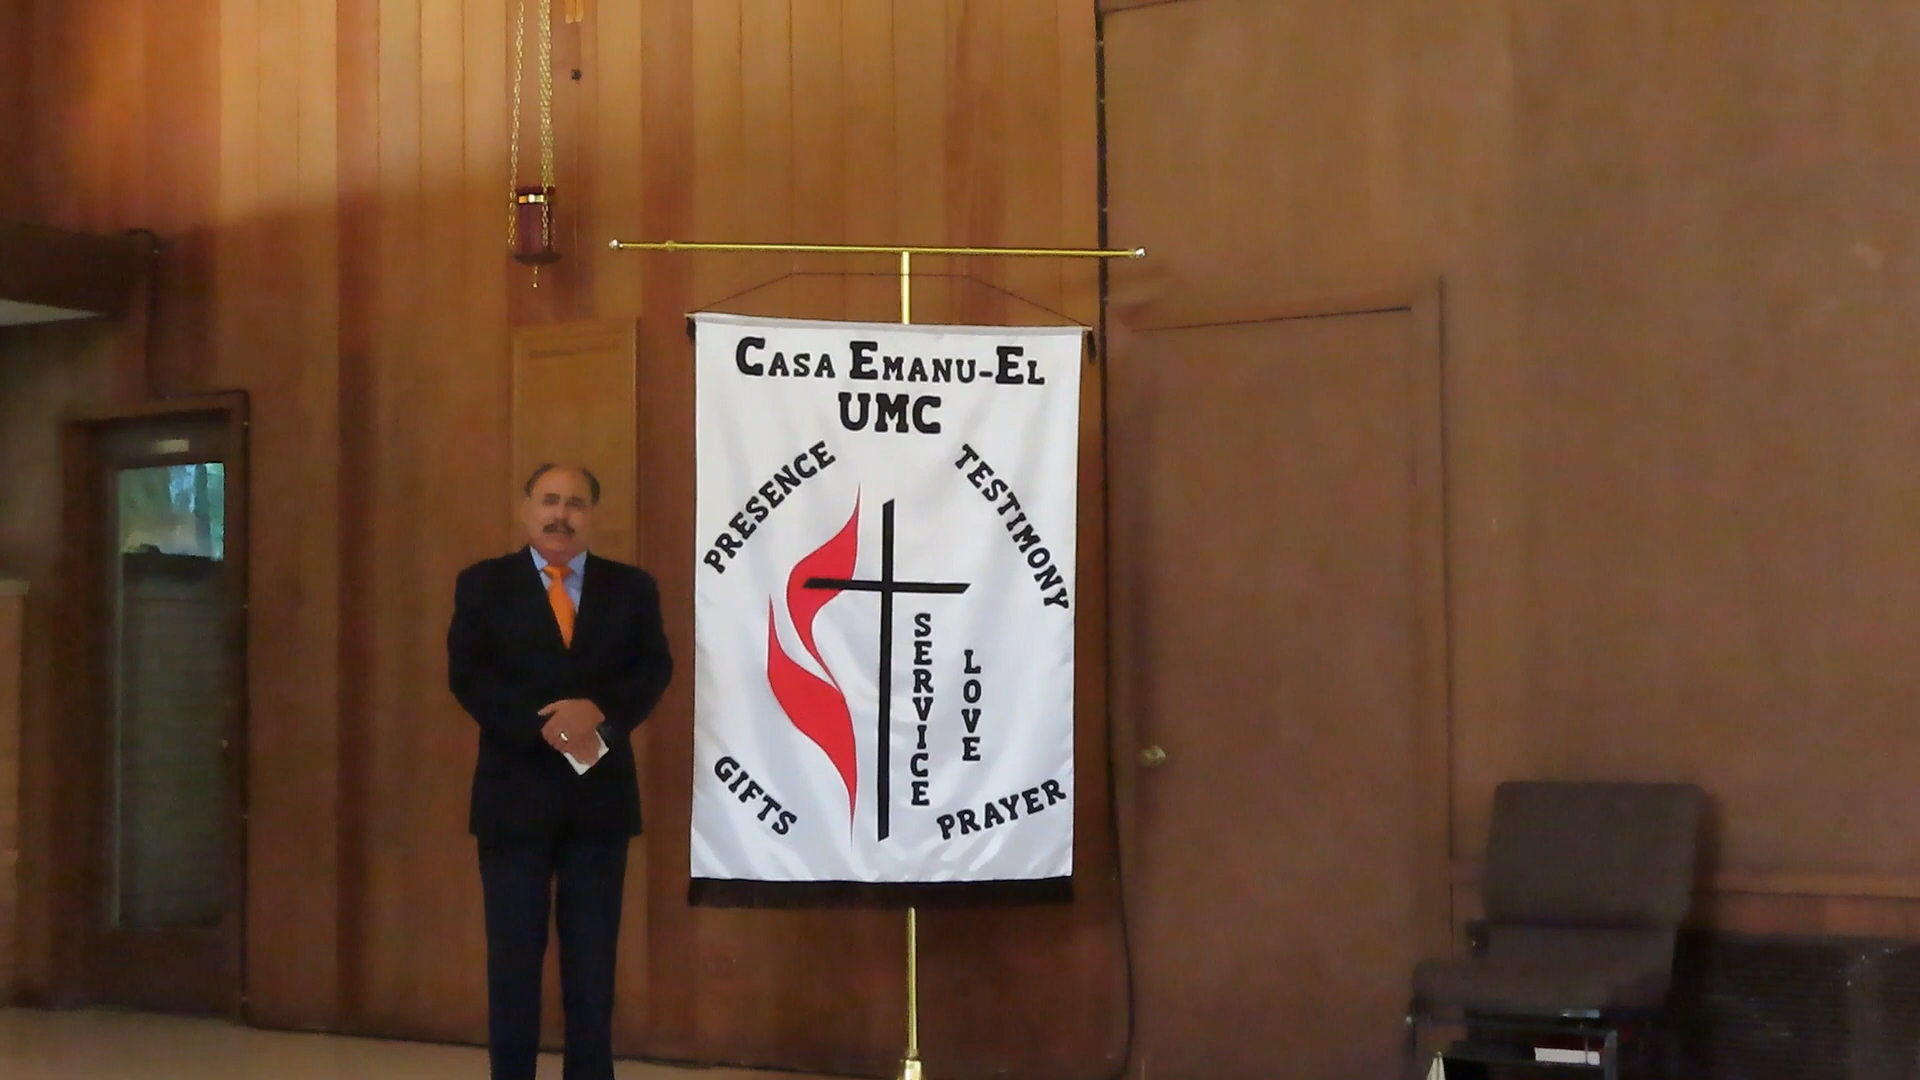 CASA EMANU-EL
UMC
PRESENCE
TESTIMONY
SERVICE
LOVE
GIFTS
PRAYER